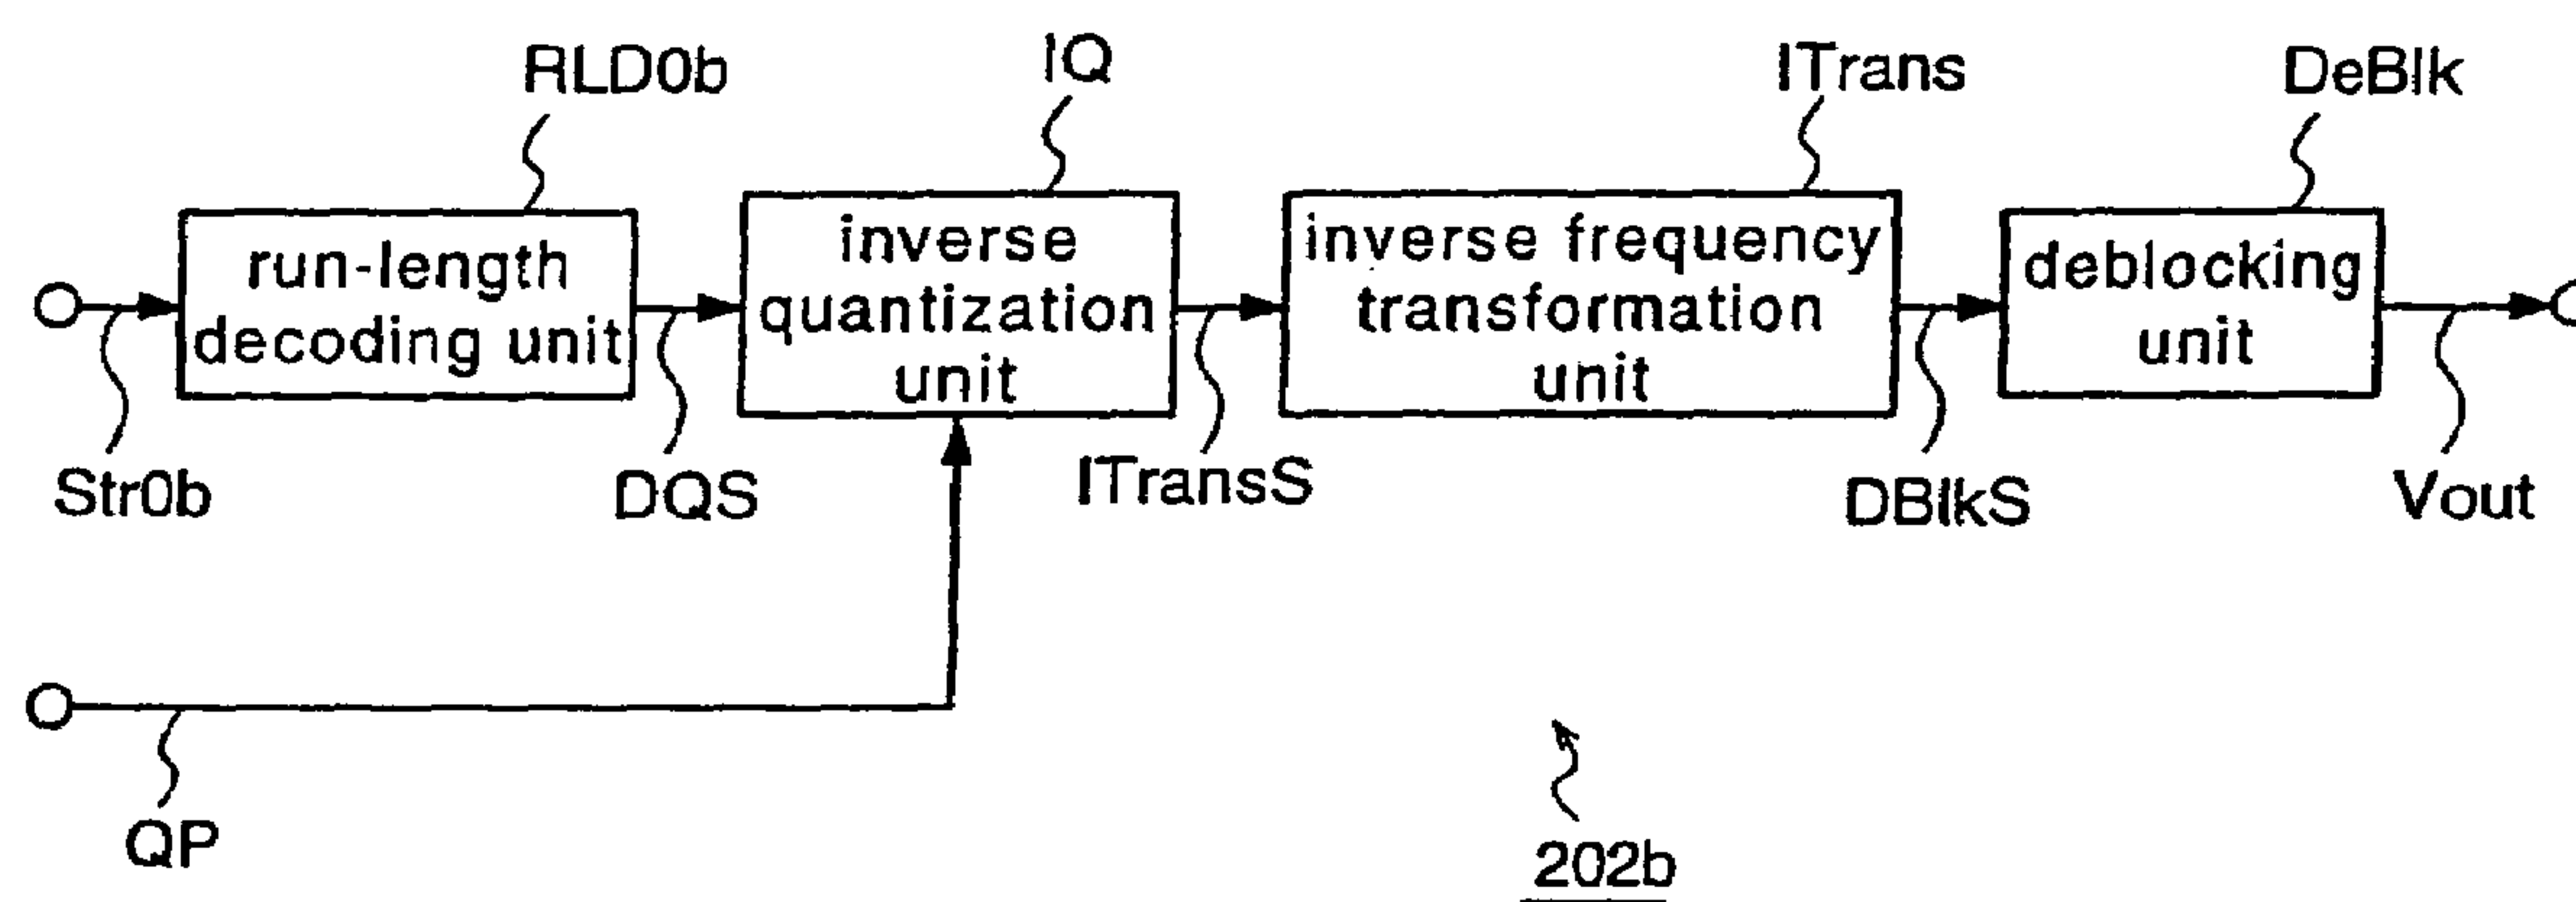 RLD0b
IQ
ITrans
DeBlk
run-length
decoding unit
inverse
quantization
unit
inverse frequency
transformation
unit
deblocking
unit
Str0b
DQS
ITransS
DBlkS
Vout
QP
202b